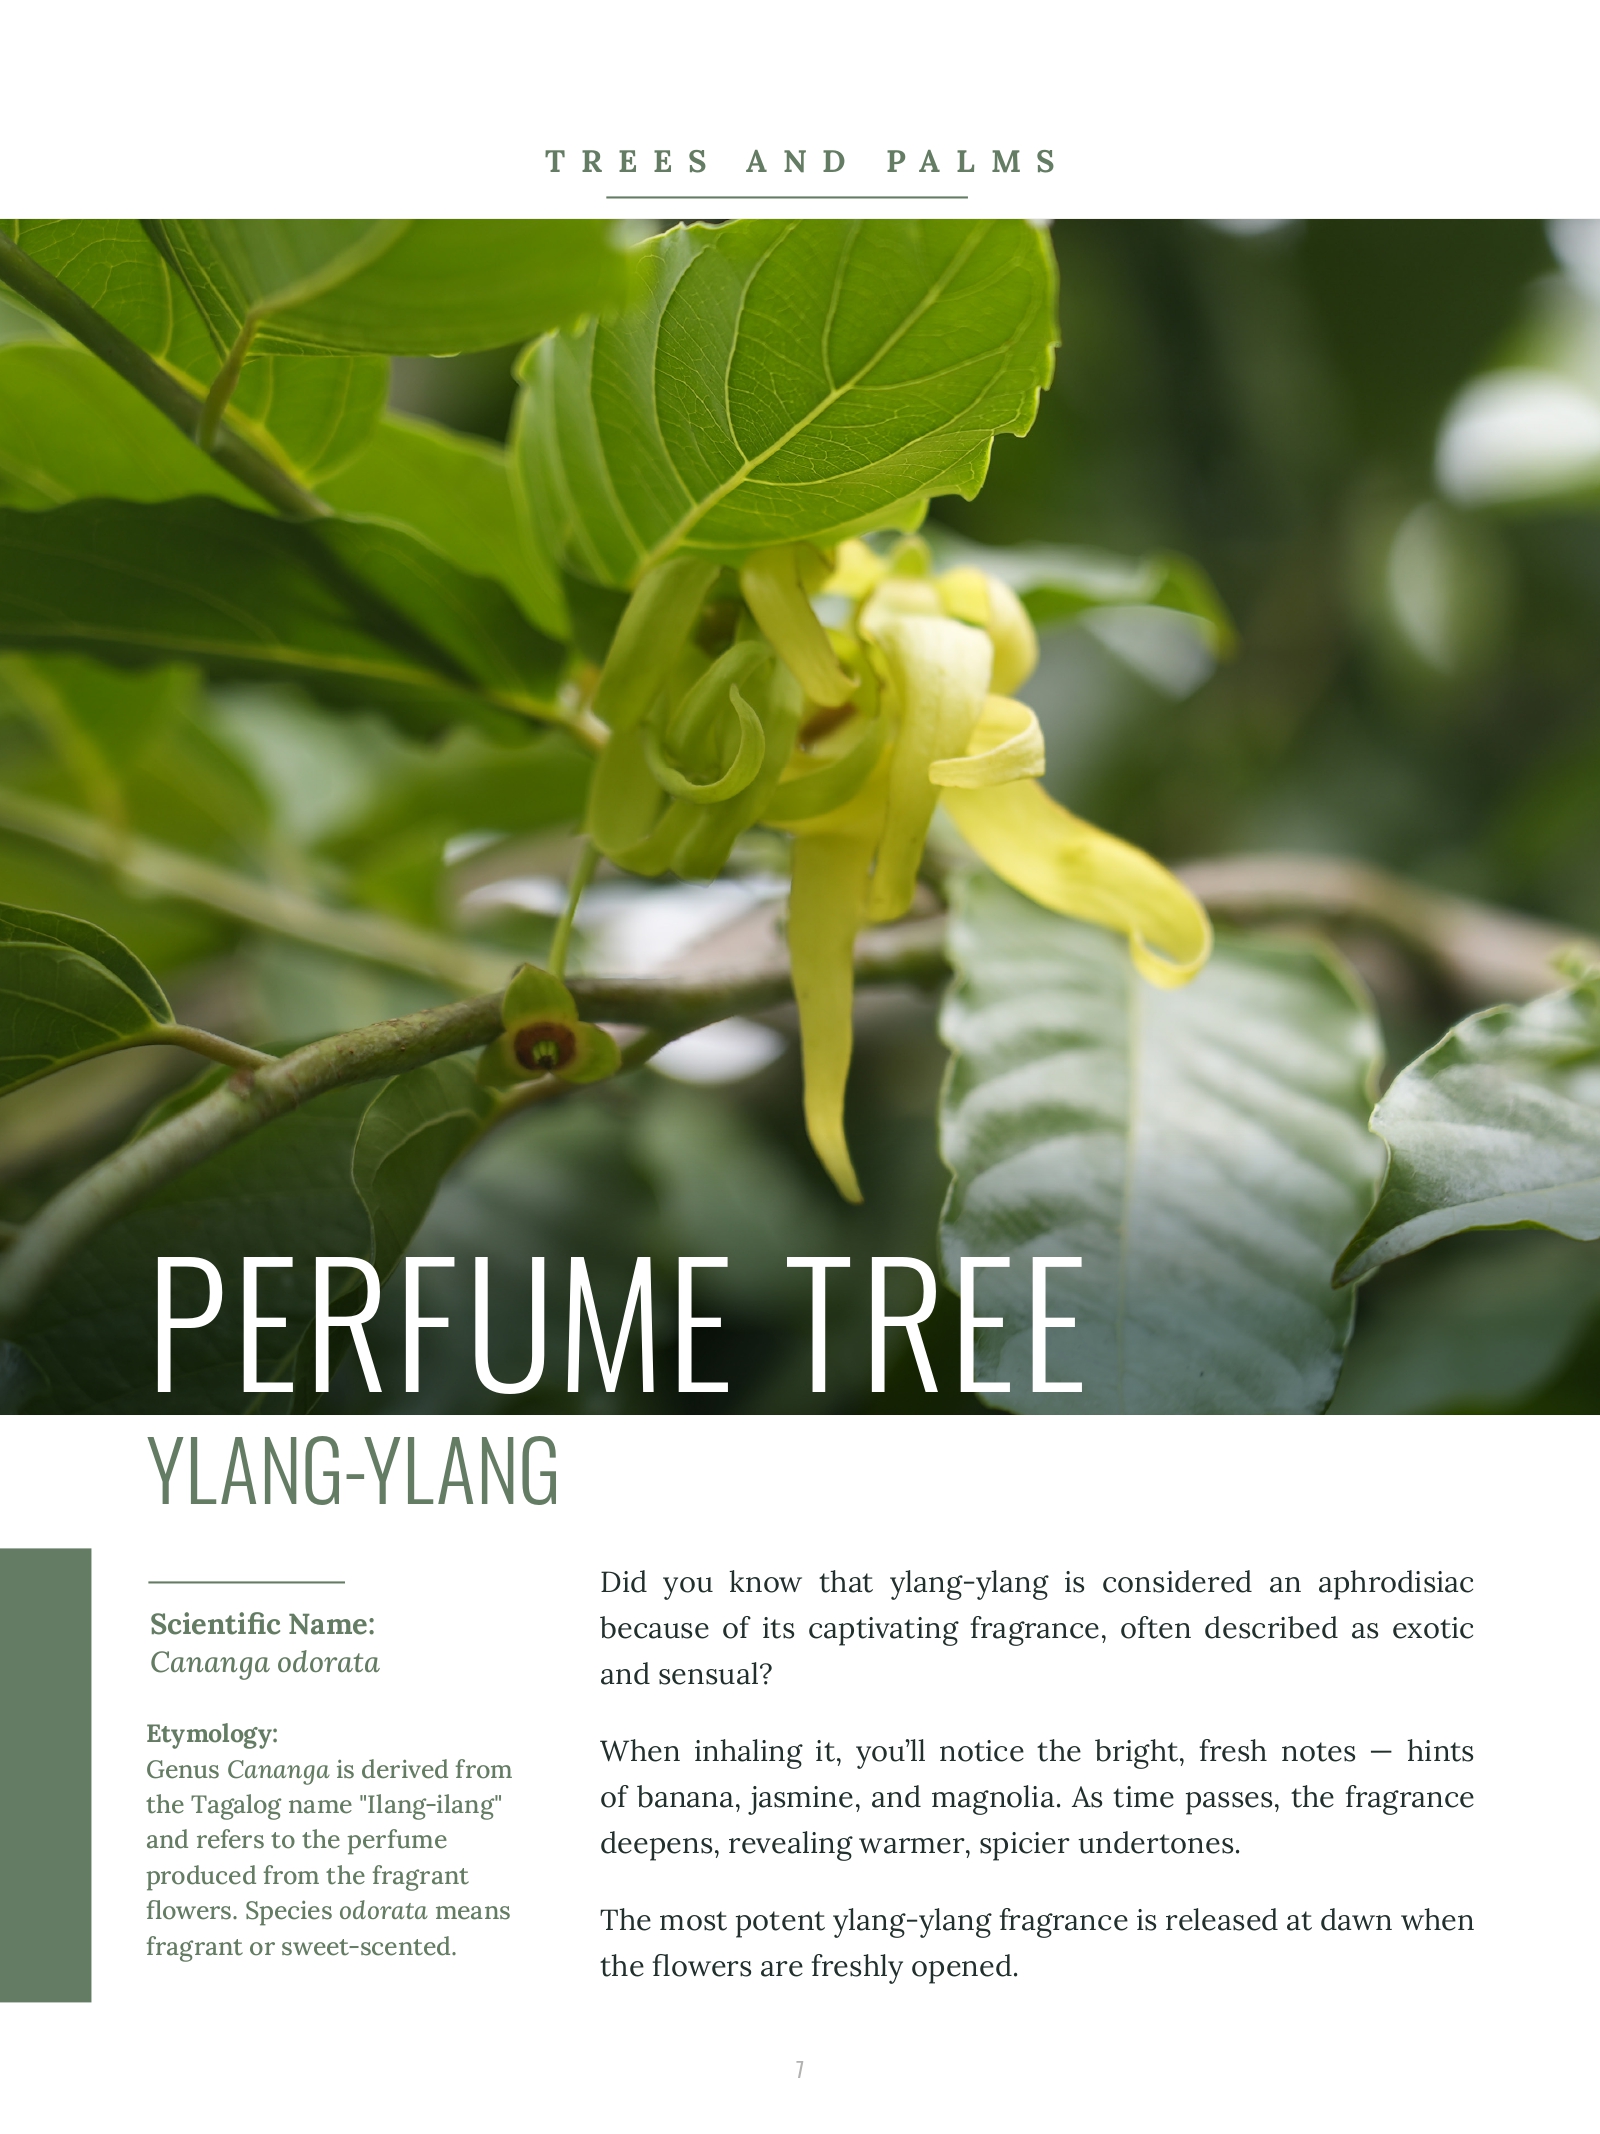 TREES AND PALMS
PERFUME TREE
YLANG-YLANG
Scientific Name:
Cananga odorata
Etymology:
Genus Cananga is derived from
the Tagalog name "Ilang-ilang"
and refers to the perfume
produced from the fragrant
flowers. Species odorata means
fragrant or sweet-scented.
Did you know that ylang-ylang is considered an aphrodisiac
because of its captivating fragrance, often described as exotic
and sensual?
When inhaling it, you’ll notice the bright, fresh notes — hints
of banana, jasmine, and magnolia. As time passes, the fragrance
deepens, revealing warmer, spicier undertones.
The most potent ylang-ylang fragrance is released at dawn when
the flowers are freshly opened.
7